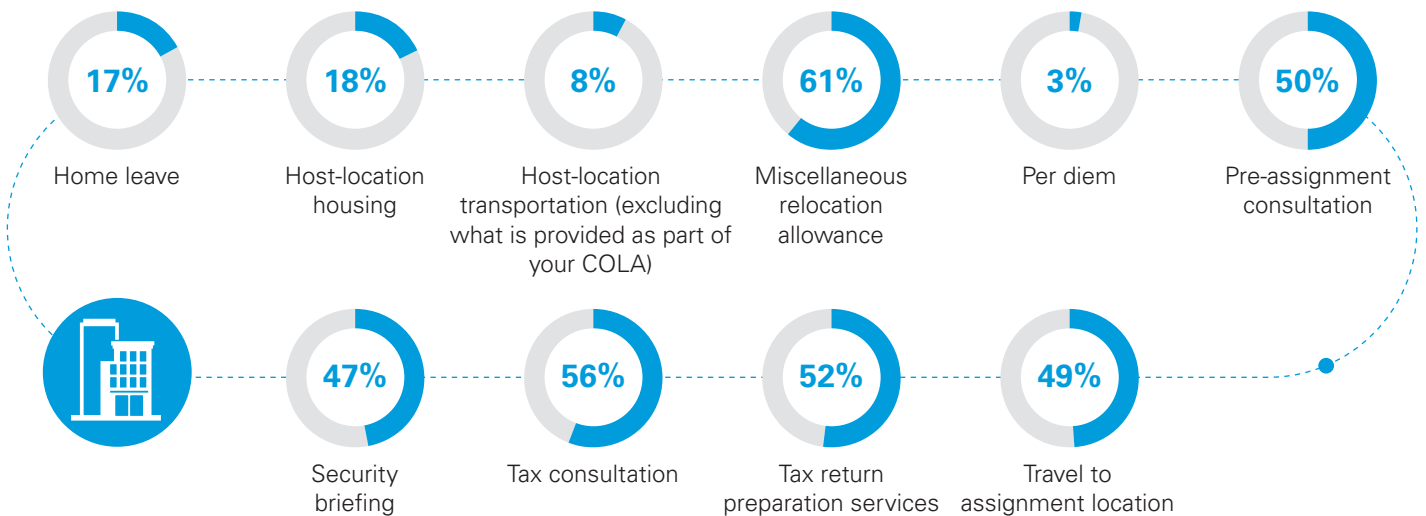 17%
18%
8%
61%
3%
50%
Home leave
Host-location
housing
Host-location
transportation (excluding
what is provided as part of
your COLA)
Miscellaneous
relocation
allowance
Per diem
Pre-assignment
consultation
47%
56%
52%
49%
Security
briefing
Tax consultation
Tax return
preparation services
Travel to
assignment location